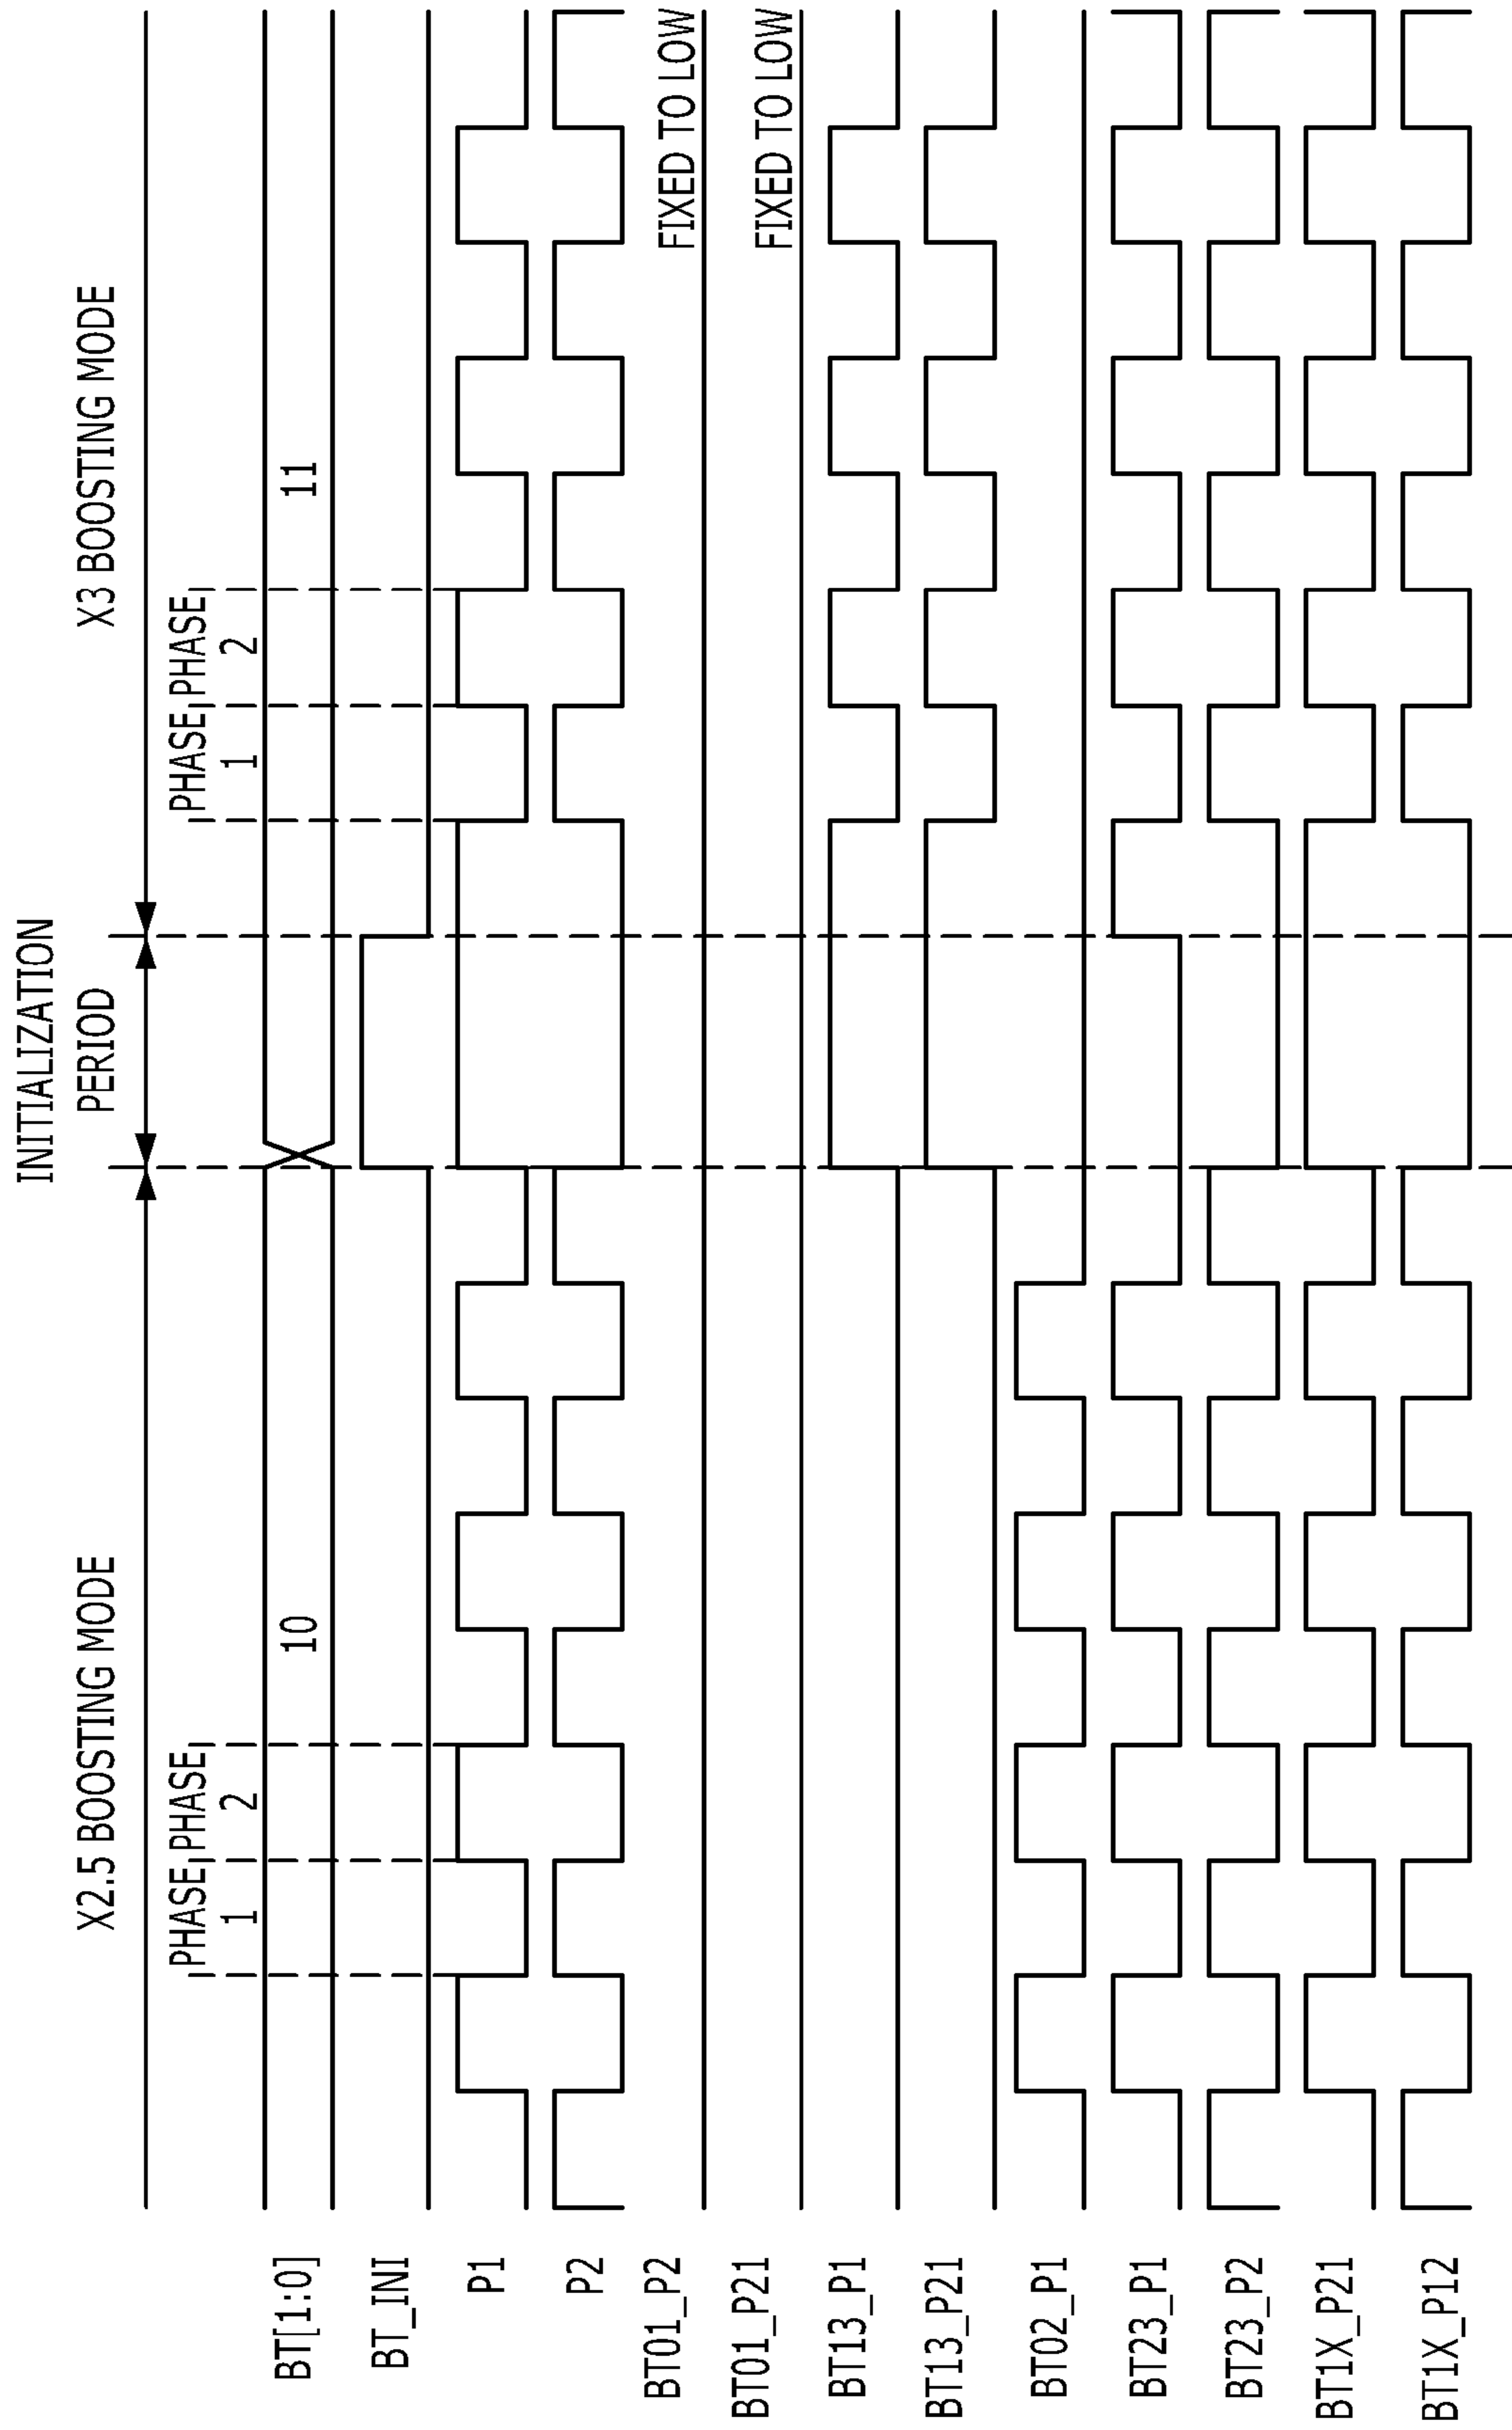 X2.5 BOOSTING MODE
INITIALIZATION
PERIOD
X3 BOOSTING MODE
PHASE
1
PHASE
2
PHASE
1
PHASE
2
BT[1:0]
10
11
BT_INI
P1
P2
BT01_P2
FIXED TO LOW
BT01_P21
FIXED TO LOW
BT13_P1
BT13_P21
BT02_P1
BT23_P1
BT23_P2
BT1X_P21
BT1X_P12